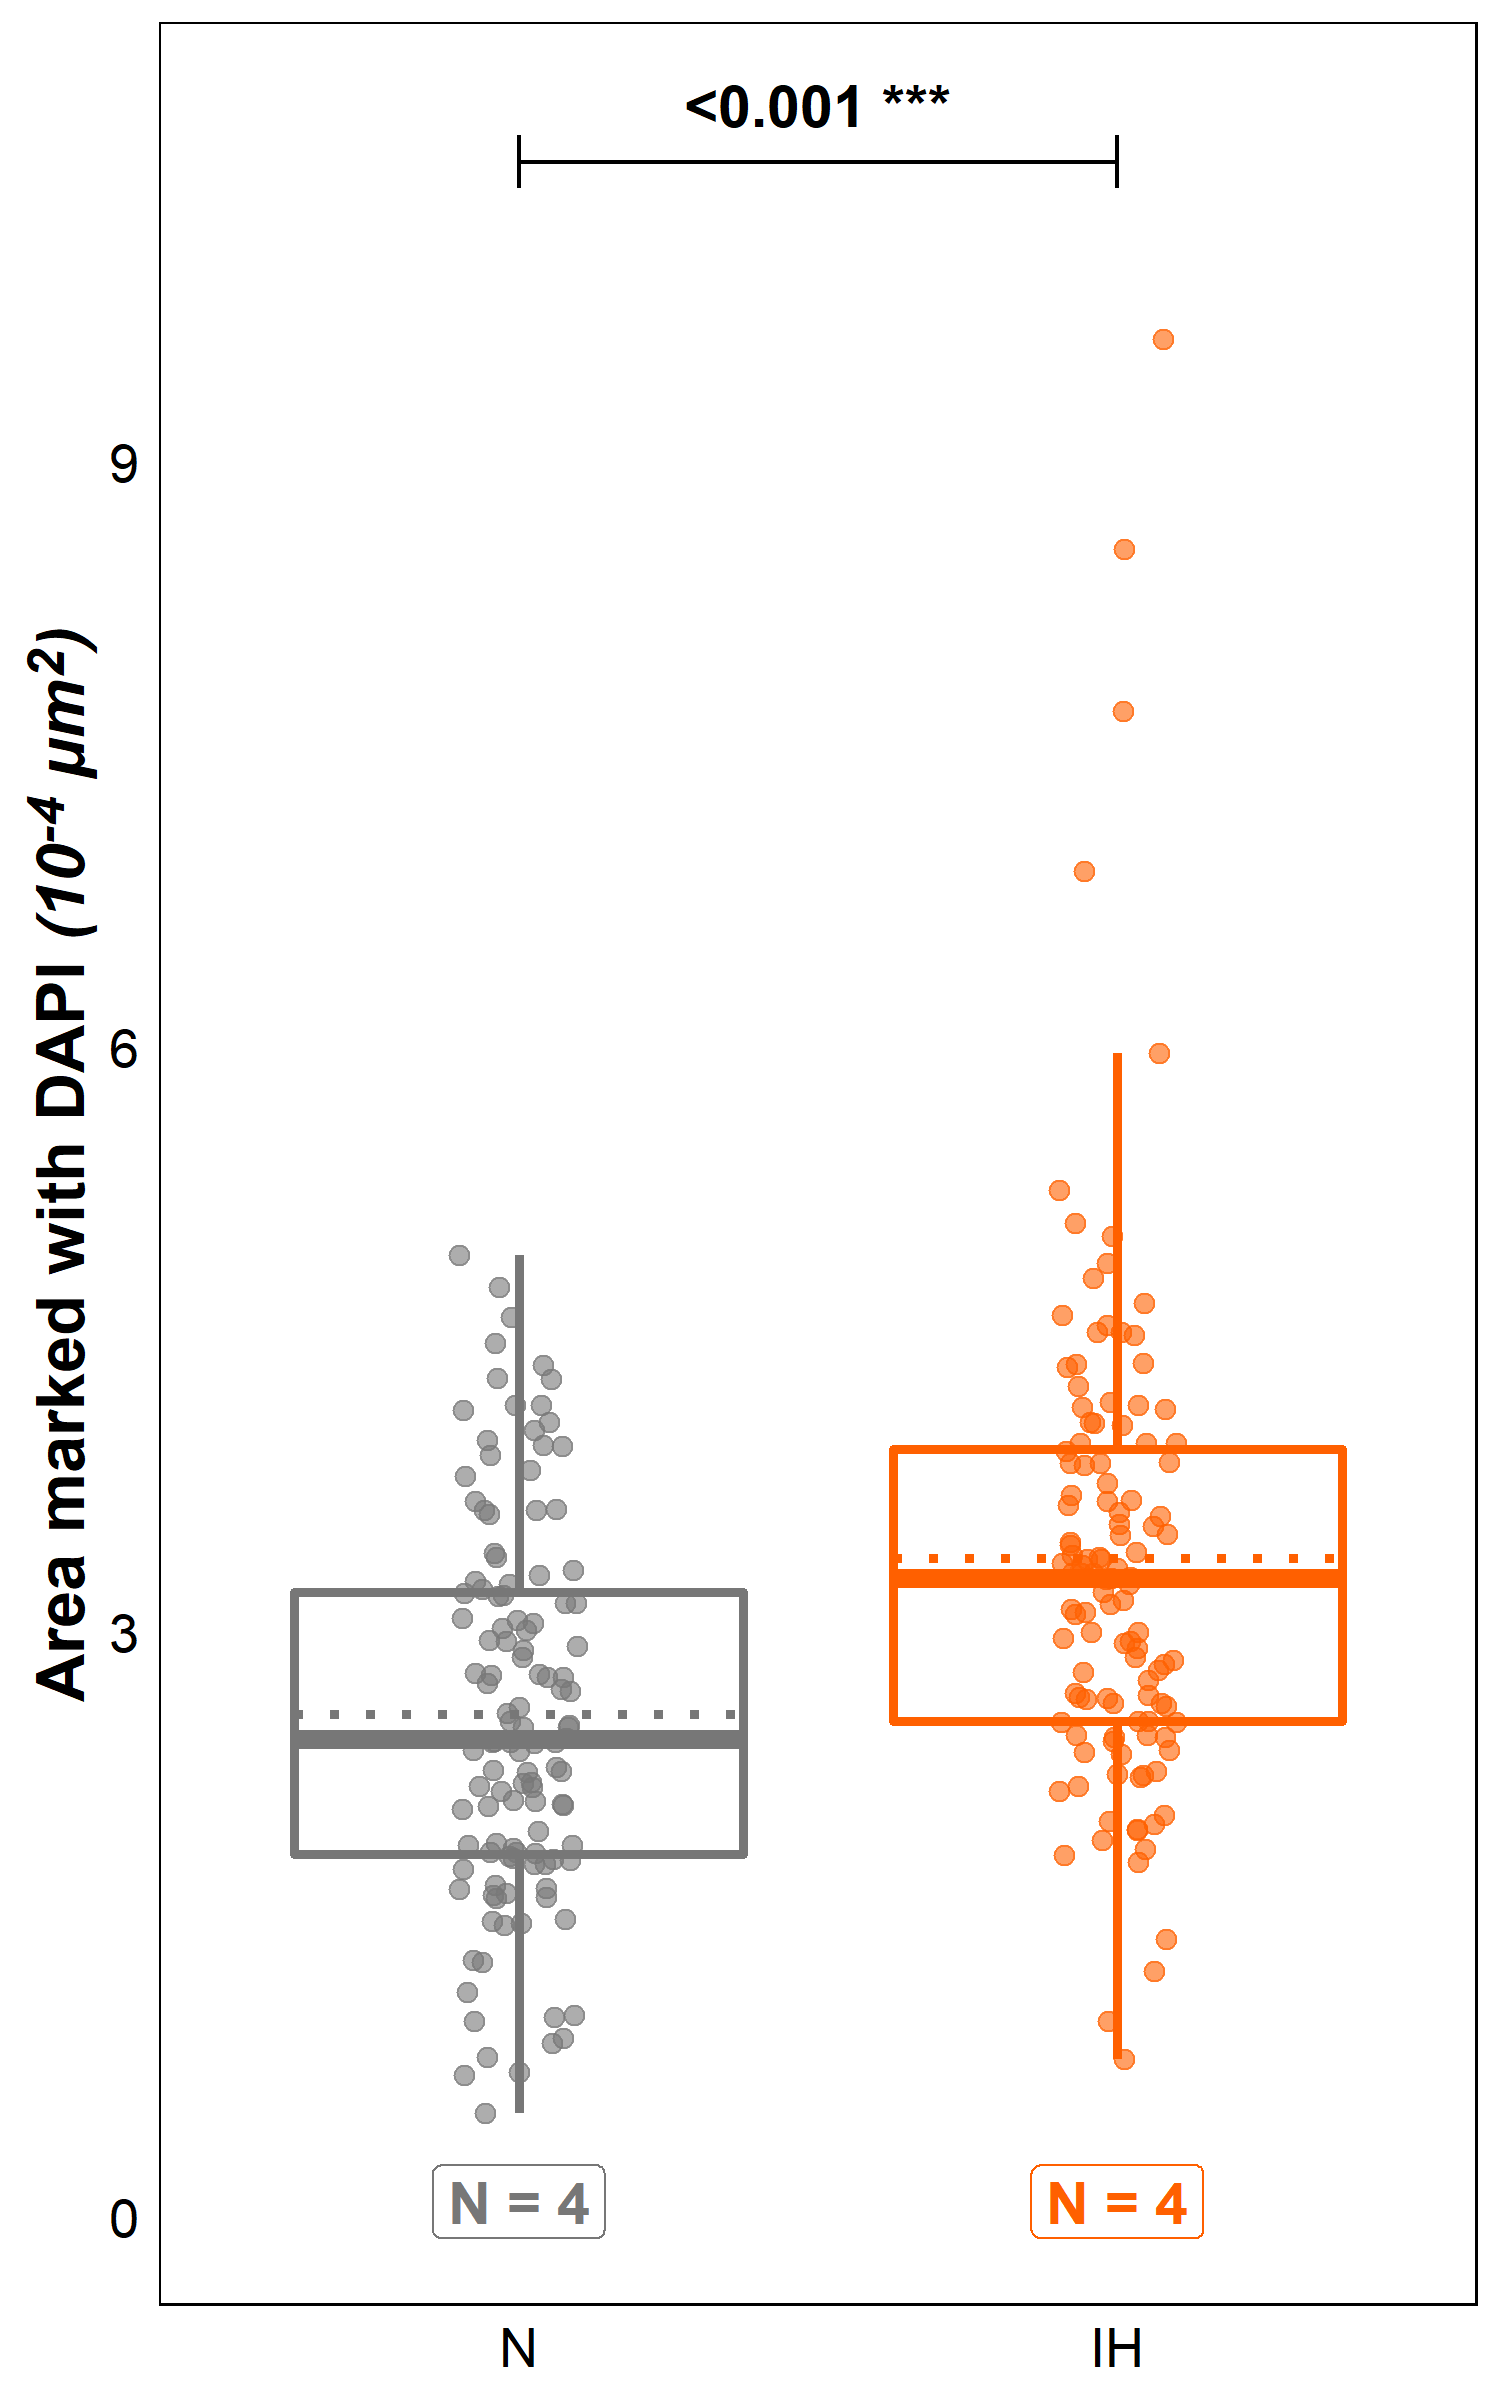 <0.001 ***
Area marked with DAPI (10⁻⁴ µm²)
9
6
3
0
N = 4
N = 4
N
IH